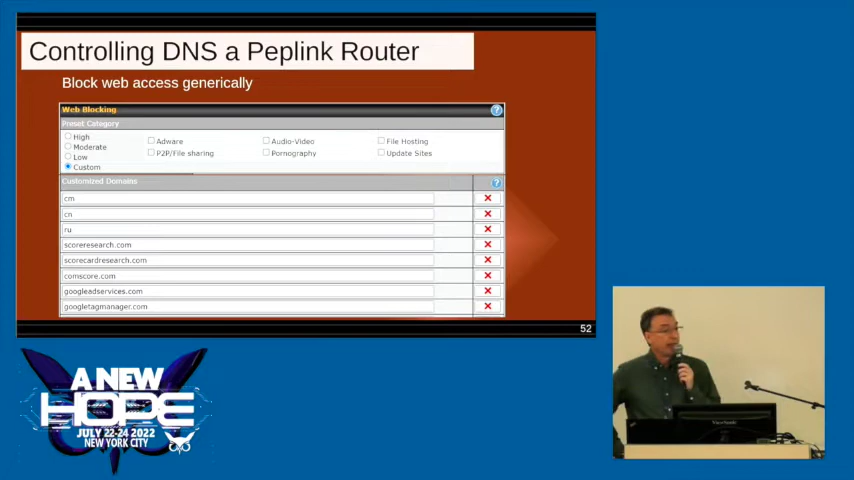 Controlling DNS a Peplink Router
Block web access generically
Web Blocking
Preset Category
High
Moderate
Low
Custom
Adware
Audio-Video
File Hosting
P2P/File sharing
Pornography
Update Sites
Customized Domains
cm
cn
ru
scoreresearch.com
scorecardresearch.com
comscore.com
googleadservices.com
googletagmanager.com
52
A NEW
HOPE
JULY 22-24 2022
NEW YORK CITY
ViewSonic